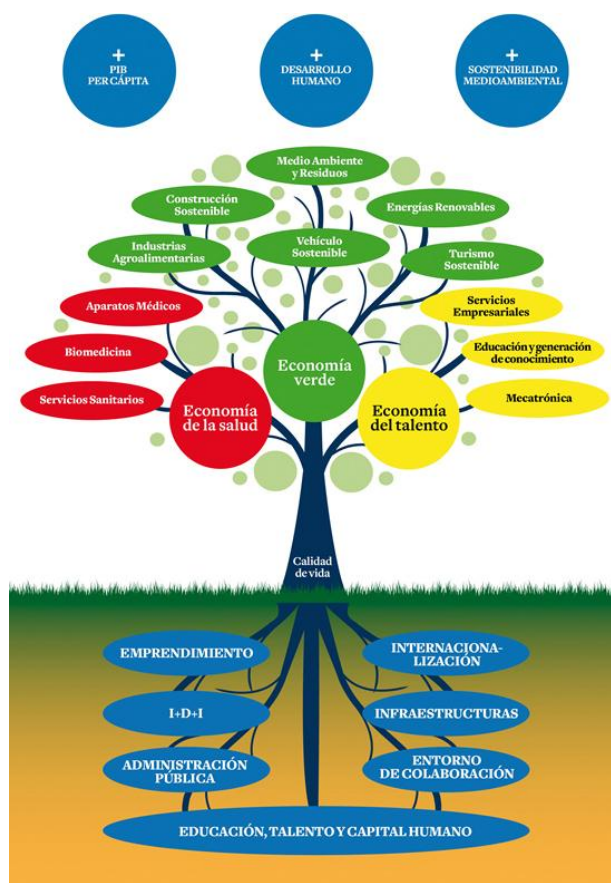 +
PIB
PER CÁPITA
+
DESARROLLO
HUMANO
+
SOSTENIBILIDAD
MEDIOAMBIENTAL
Medio Ambiente
y Residuos
Construcción
Sostenible
Energías Renovables
Industrias
Agroalimentarias
Vehículo
Sostenible
Turismo
Sostenible
Aparatos Médicos
Servicios
Empresariales
Biomedicina
Economía
verde
Educación y generación
de conocimiento
Servicios Sanitarios
Economía
de la salud
Economía
del talento
Mecatrónica
Calidad
de vida
EMPRENDIMIENTO
INTERNACIONA-
LIZACIÓN
I+D+I
INFRAESTRUCTURAS
ADMINISTRACIÓN
PÚBLICA
ENTORNO
DE COLABORACIÓN
EDUCACIÓN, TALENTO Y CAPITAL HUMANO